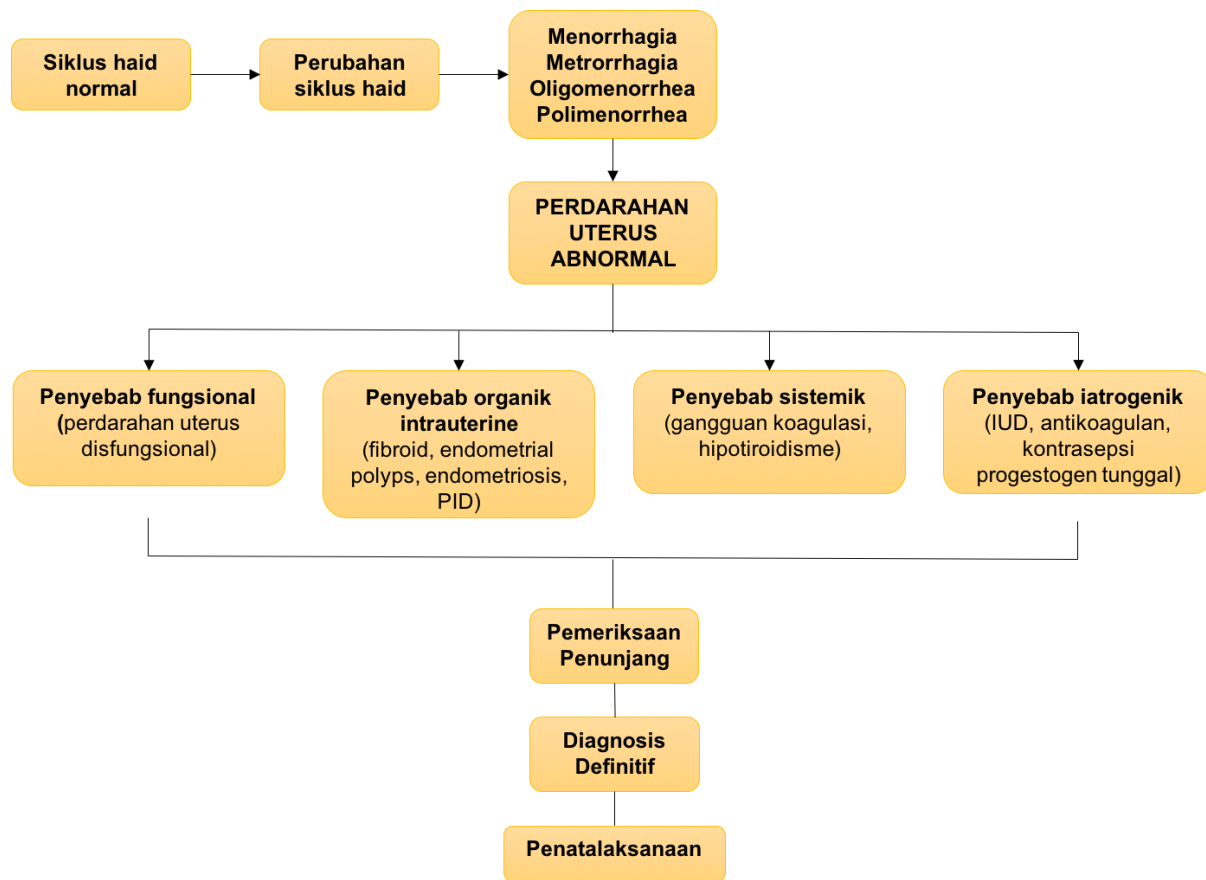 Siklus haid
normal
Perubahan
siklus haid
Menorrhagia
Metrorrhagia
Oligomenorrhea
Polimenorrhea
PERDARAHAN
UTERUS
ABNORMAL
Penyebab fungsional
(perdarahan uterus
disfungsional)
Penyebab organik
intrauterine
(fibroid, endometrial
polyps, endometriosis,
PID)
Penyebab sistemik
(gangguan koagulasi,
hipotiroidisme)
Penyebab iatrogenik
(IUD, antikoagulan,
kontrasepsi
progestogen tunggal)
Pemeriksaan
Penunjang
Diagnosis
Definitif
Penatalaksanaan